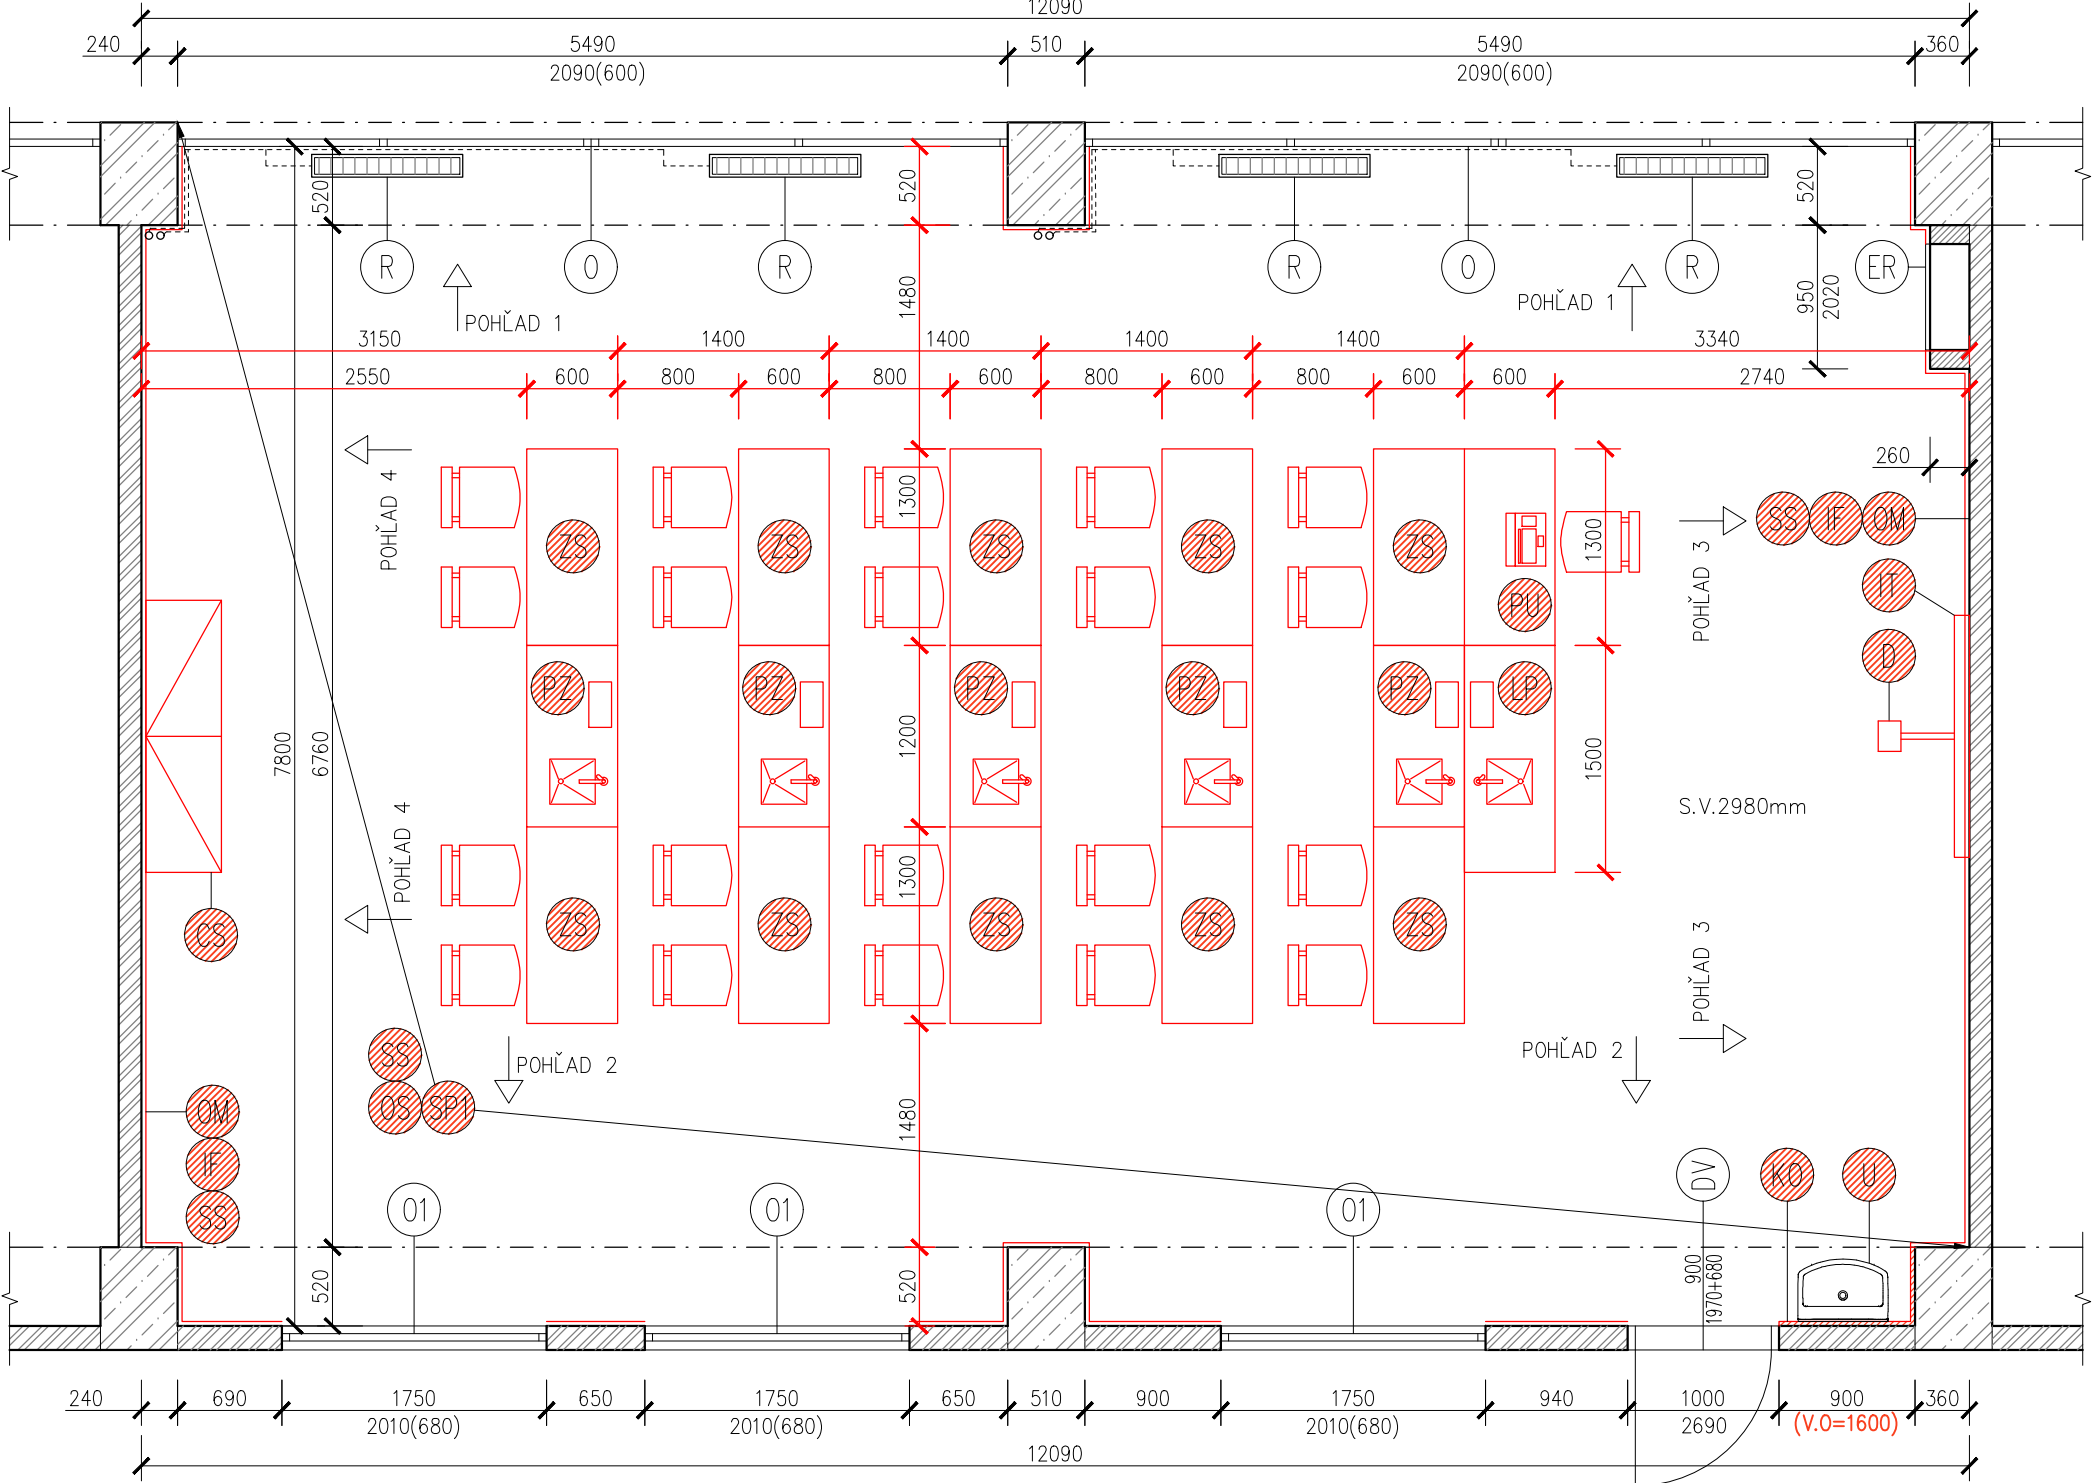 12090
240 5490 510 5490 360
2090(600) 2090(600)
520 520 520
R O R R O R ER
1480 950 2020
POHĽAD 1 POHĽAD 1
3150 1400 1400 1400 1400 3340
2550 600 800 600 800 600 800 600 800 600 600 2740
260
POHĽAD 4 1300 1300 POHĽAD 3
ZS ZS ZS ZS ZS SS IF OM
IT
PU
D
PZ PZ PZ PZ PZ LP
7800 6760 1200 1500
S.V.2980mm
POHĽAD 4 1300
ZS ZS ZS ZS ZS
CS
POHĽAD 3
SS POHĽAD 2 POHĽAD 2
OM OS SP1 1480
IF DV KO U
SS O1 O1 O1
520 520 900 1970+680
240 690 1750 650 1750 650 510 900 1750 940 1000 900 360
2010(680) 2010(680) 2010(680) 2690 (V.O=1600)
12090